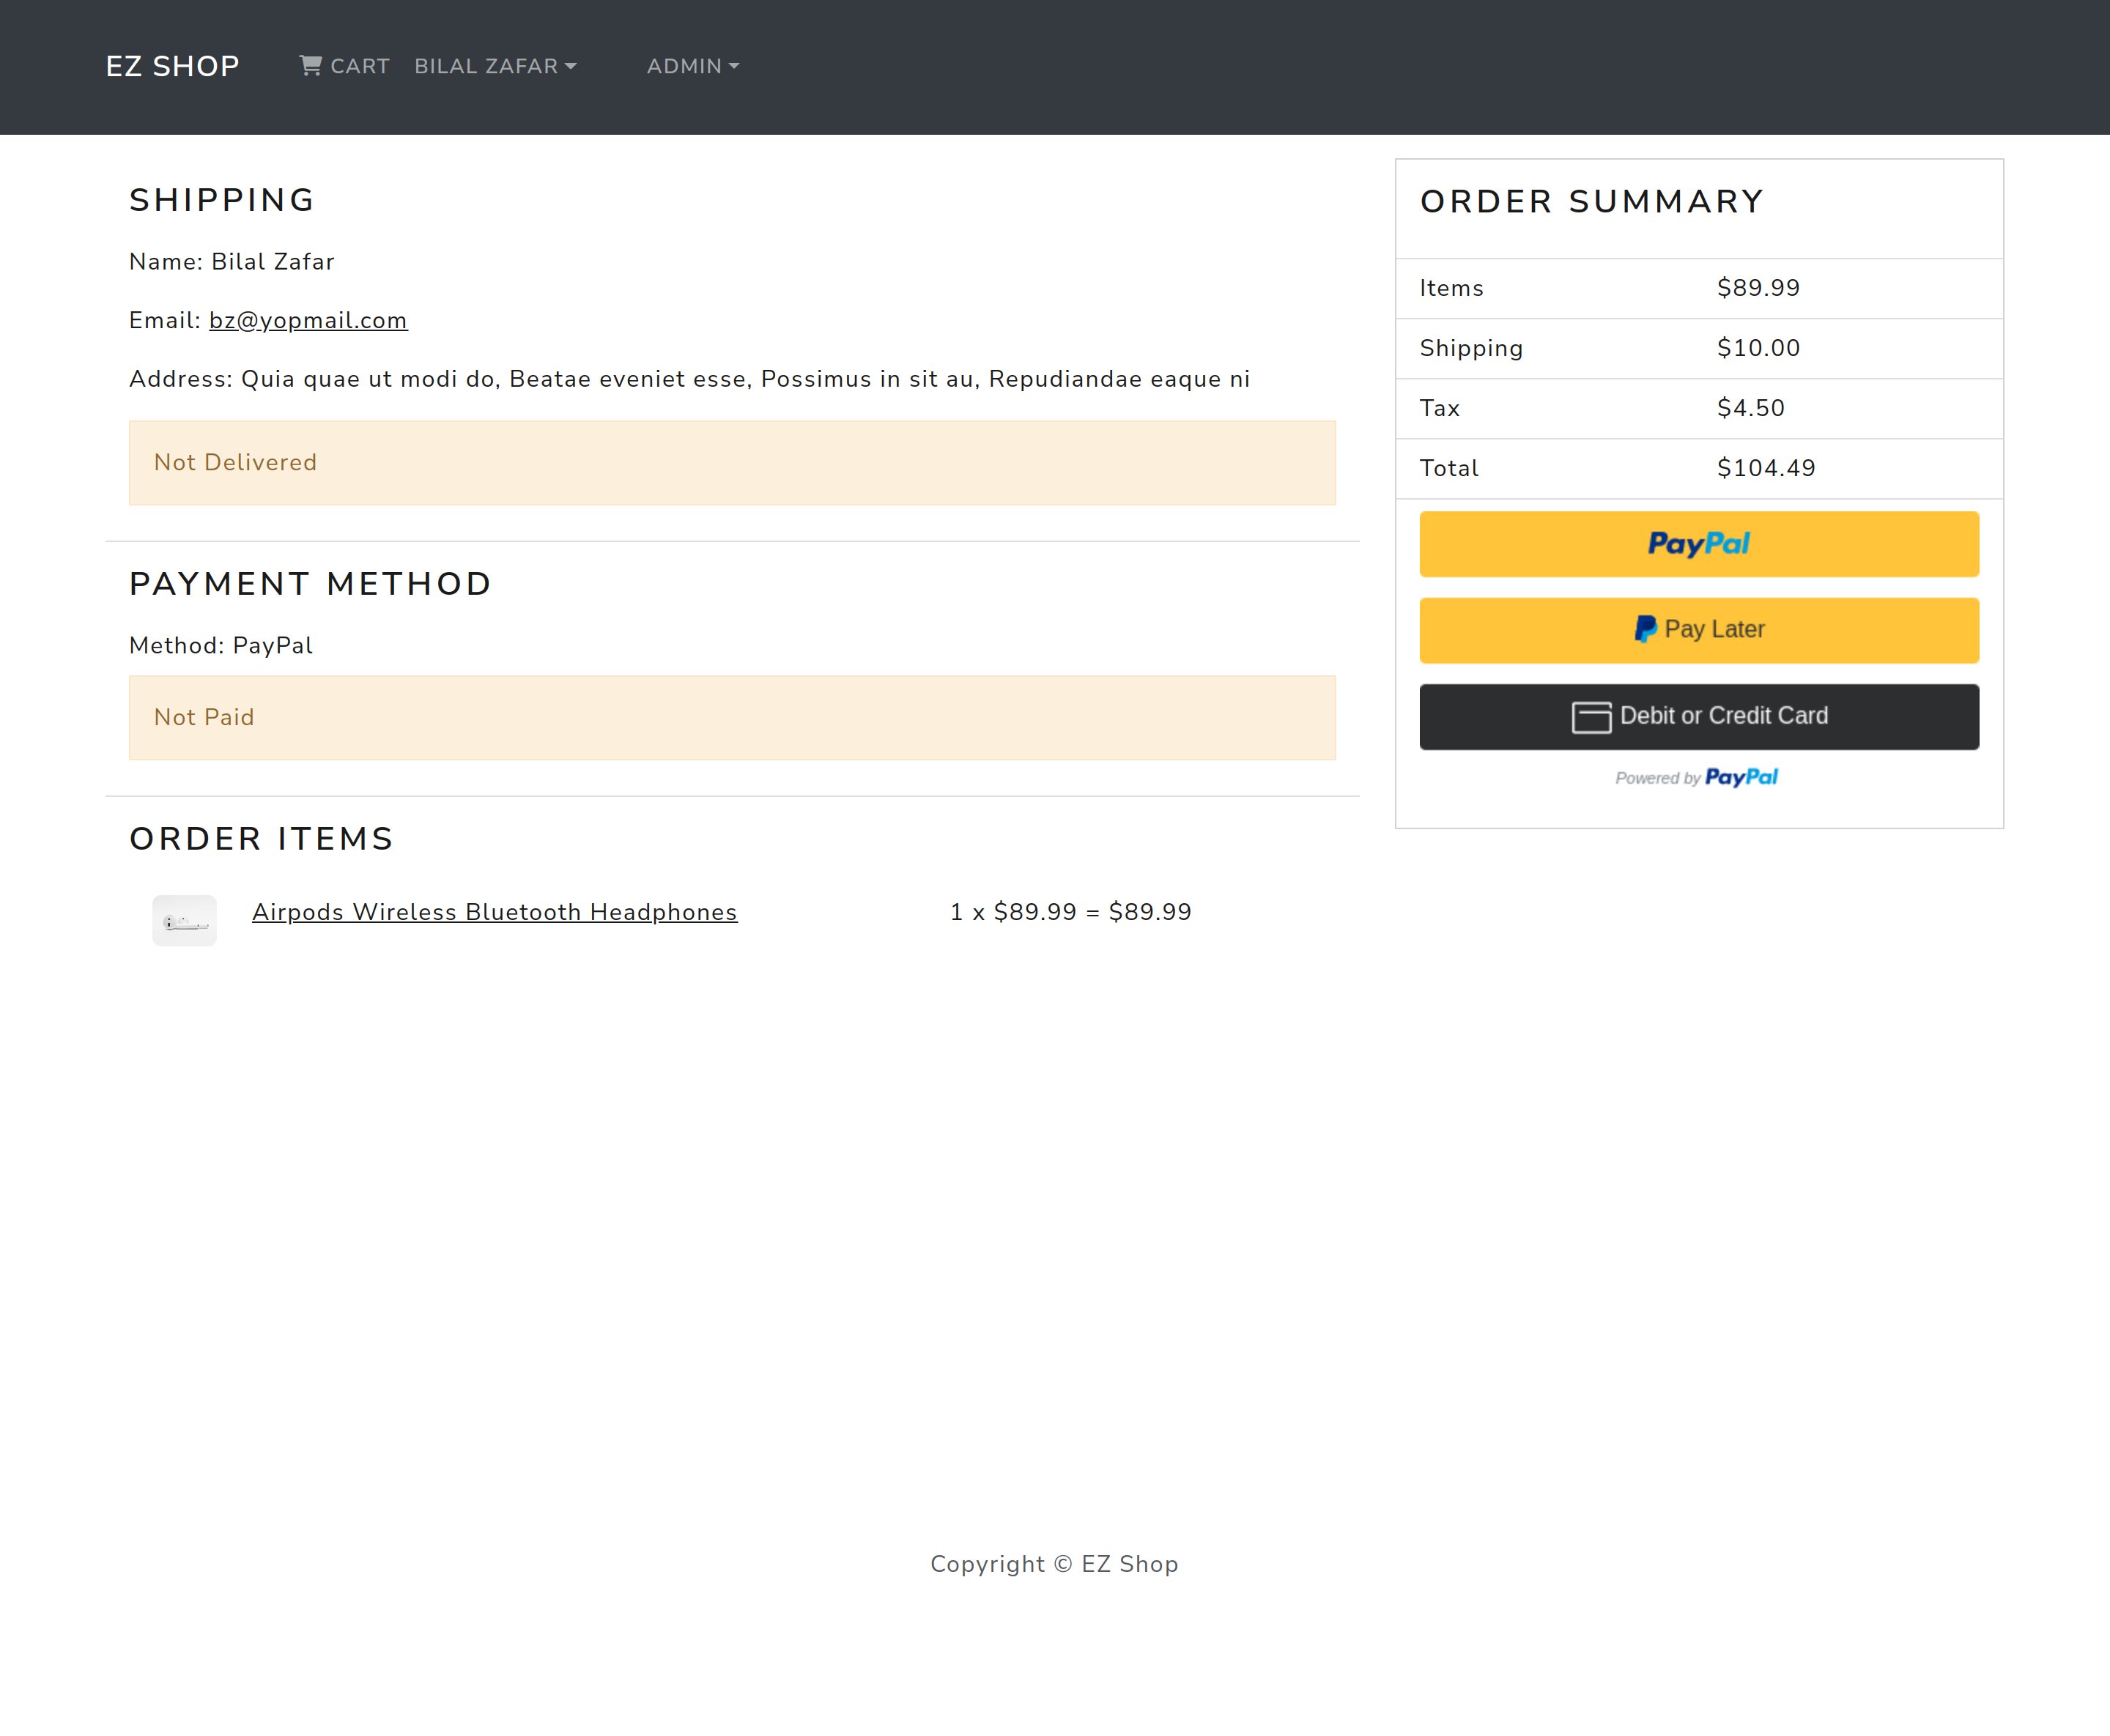 EZ SHOP CART BILAL ZAFAR ADMIN
SHIPPING
Name: Bilal Zafar
Email: bz@yopmail.com
Address: Quia quae ut modi do, Beatae eveniet esse, Possimus in sit au, Repudiandae eaque ni
Not Delivered
PAYMENT METHOD
Method: PayPal
Not Paid
ORDER ITEMS
Airpods Wireless Bluetooth Headphones 1 x $89.99 = $89.99
ORDER SUMMARY
Items $89.99
Shipping $10.00
Tax $4.50
Total $104.49
PayPal
Pay Later
Debit or Credit Card
Powered by PayPal
Copyright © EZ Shop